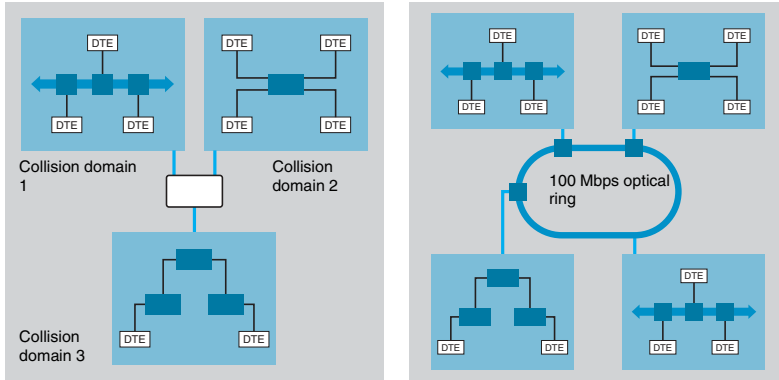 DTE
DTE
DTE
DTE
DTE
DTE
DTE
Collision domain
1
Collision
domain 2
Collision
domain 3
DTE
DTE
DTE
DTE
DTE
DTE
DTE
DTE
DTE
100 Mbps optical
ring
DTE
DTE
DTE
DTE
DTE